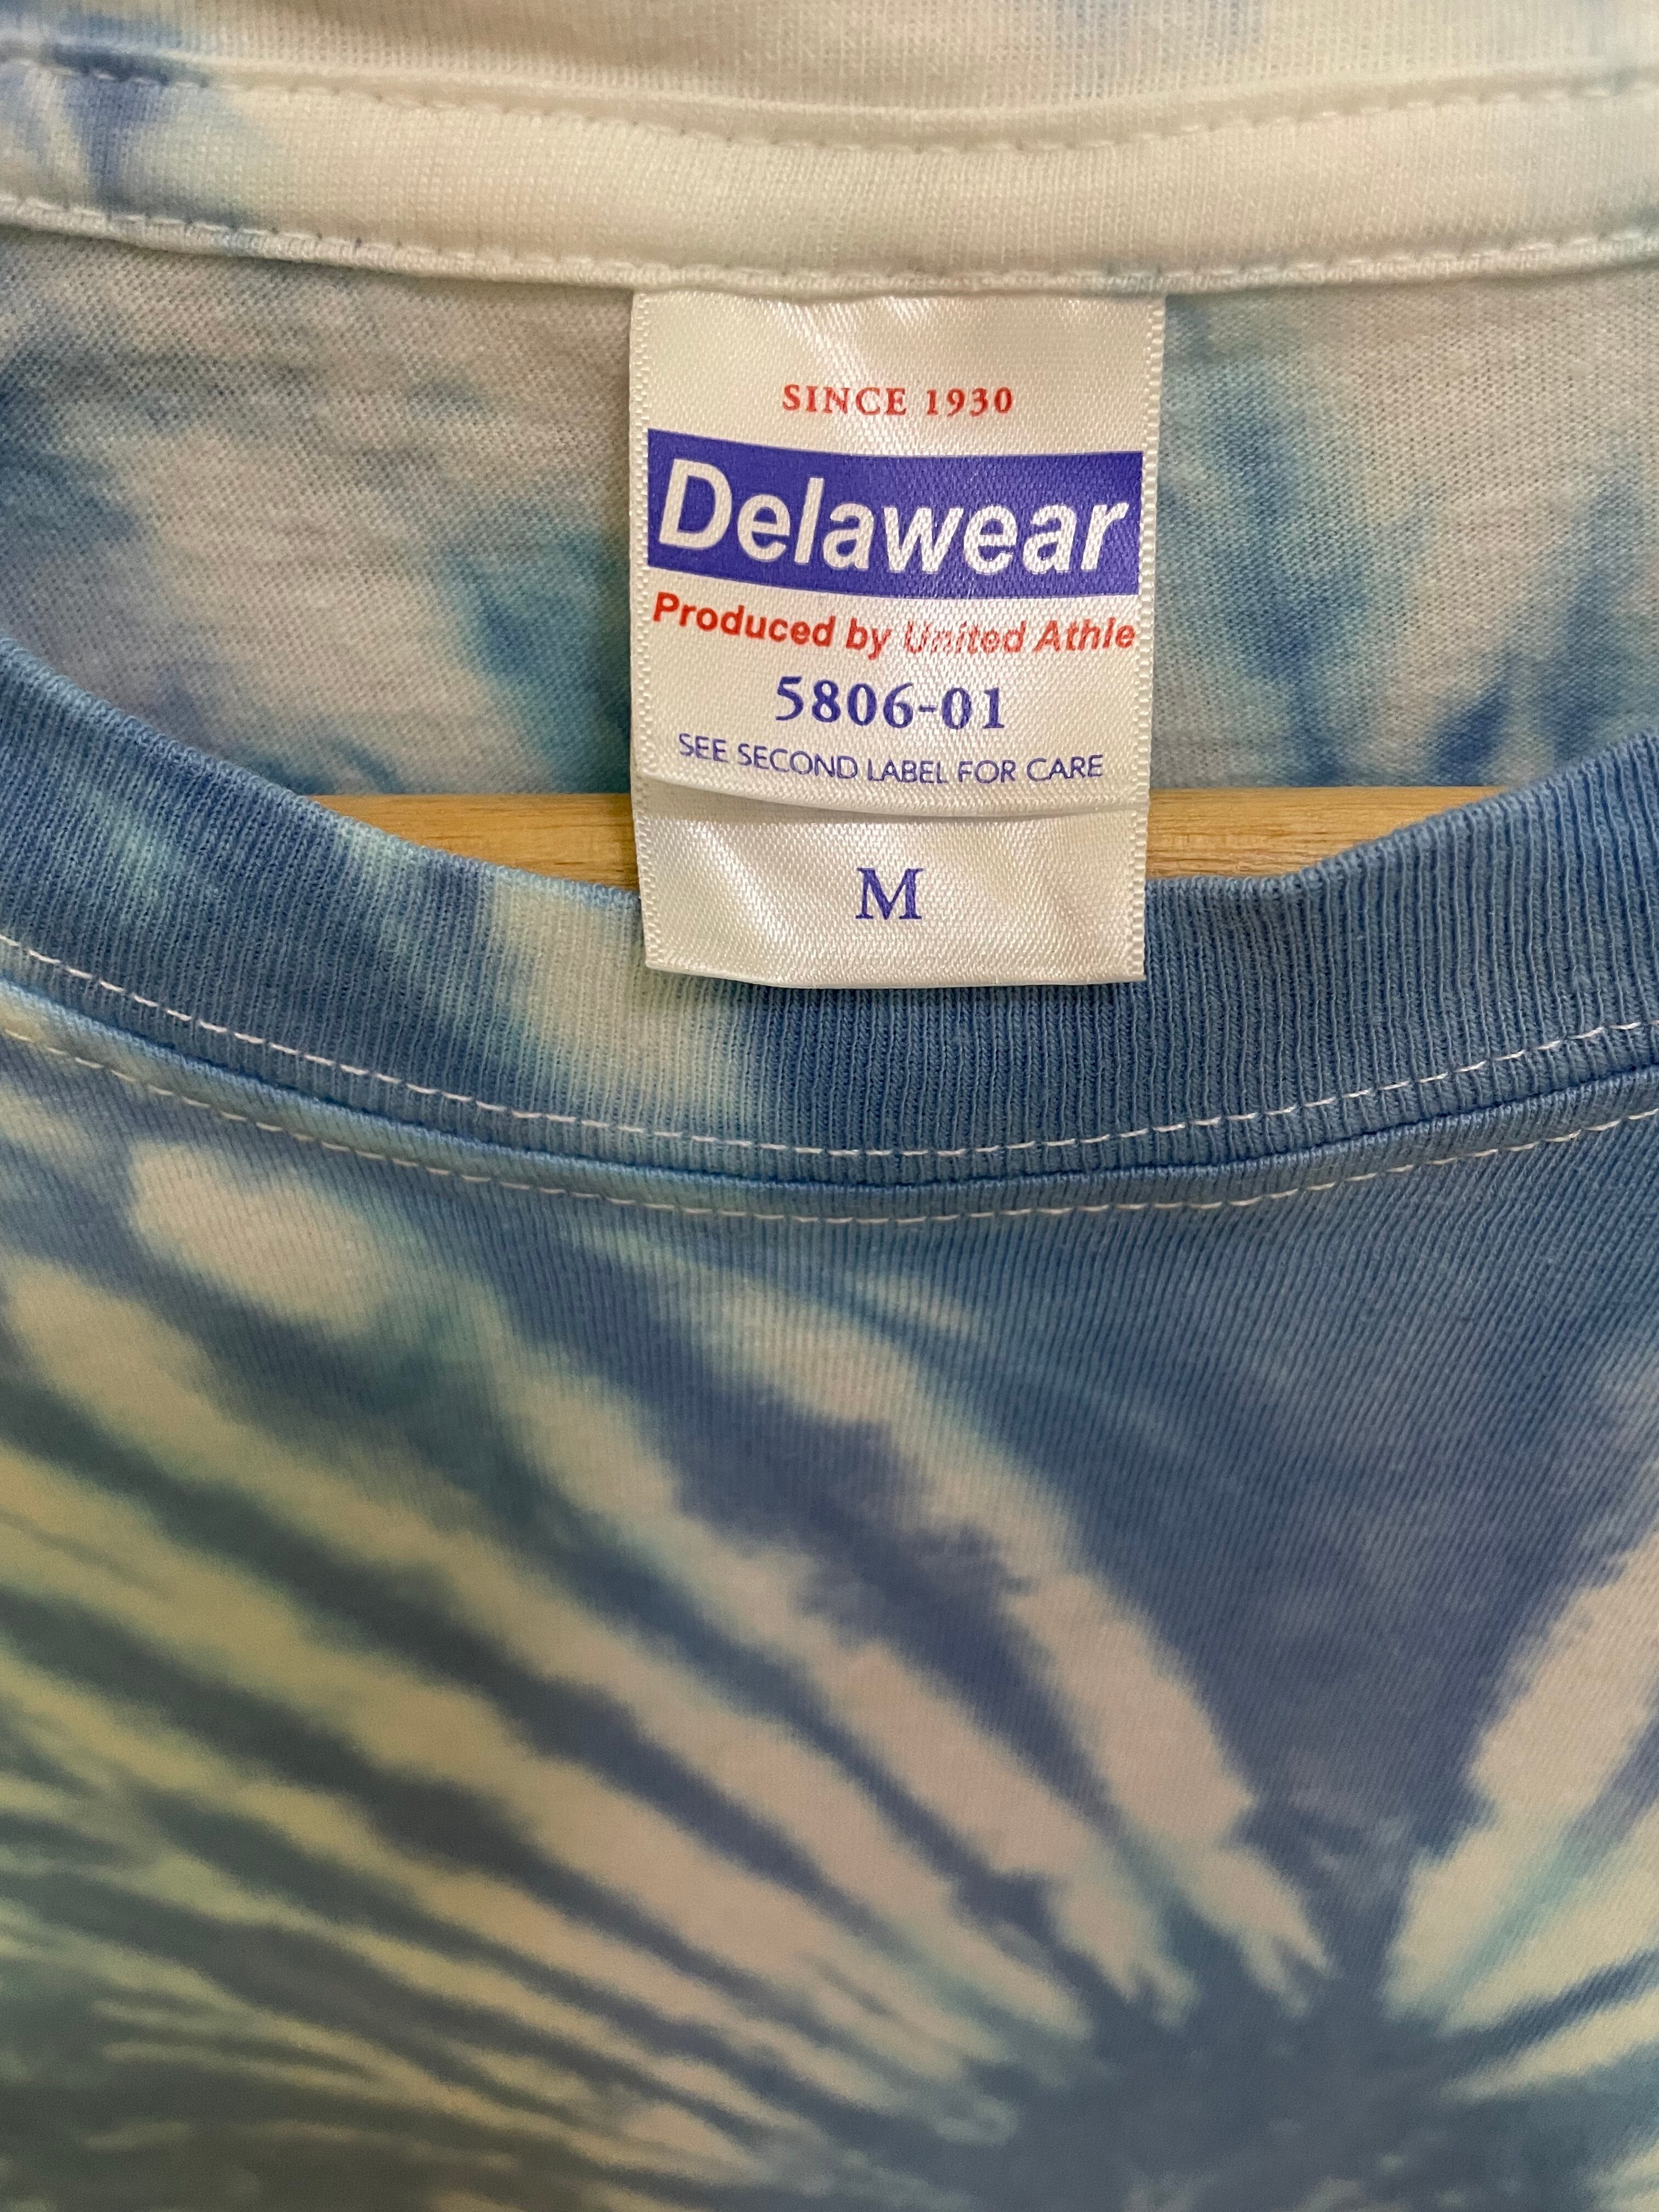 SINCE 1930
Delawear
Produced by United Athle
5806-01
SEE SECOND LABEL FOR CARE
M